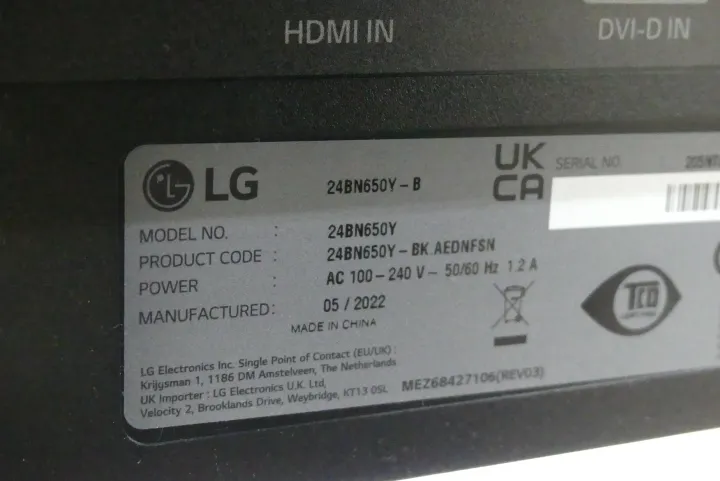 HDMI IN
DVI-D IN
LG
24BN650Y-B
UK
CA
SERIAL NO.
MODEL NO. : 24BN650Y
PRODUCT CODE : 24BN650Y-BK.AEDNFSN
POWER : AC 100-240 V~ 50/60 Hz 1.2 A
MANUFACTURED: 05 / 2022
MADE IN CHINA
TCO
LG Electronics Inc. Single Point of Contact (EU/UK) :
Krijgsman 1, 1186 DM Amstelveen, The Netherlands
UK Importer : LG Electronics U.K. Ltd,
Velocity 2, Brooklands Drive, Weybridge, KT13 0SL
MEZ68427106(REV03)